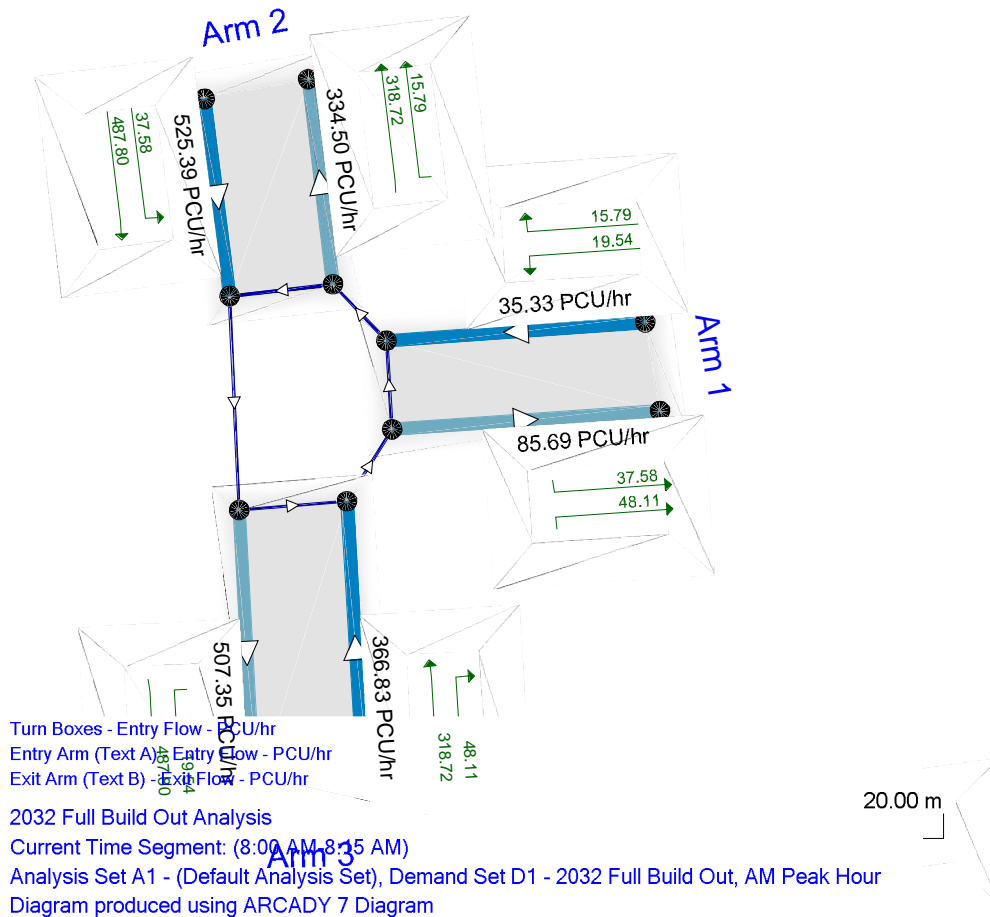 Arm 2
525.39 PCU/hr
334.50 PCU/hr
487.80
37.58
318.72
15.79
15.79
19.54
35.33 PCU/hr
Arm 1
85.69 PCU/hr
37.58
48.11
507.35 PCU/hr
366.83 PCU/hr
487.80
19.54
318.72
48.11
Turn Boxes - Entry Flow - PCU/hr
Entry Arm (Text A) - Entry Flow - PCU/hr
Exit Arm (Text B) - Exit Flow - PCU/hr
20.00 m
2032 Full Build Out Analysis
Current Time Segment: (8:00 AM-8:15 AM)
Arm 3
Analysis Set A1 - (Default Analysis Set), Demand Set D1 - 2032 Full Build Out, AM Peak Hour
Diagram produced using ARCADY 7 Diagram